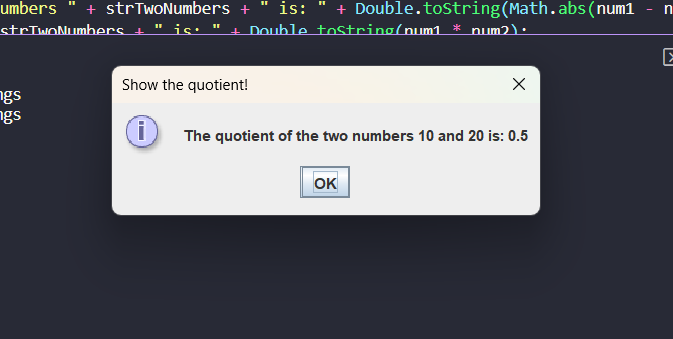 umbers " + strTwoNumbers + " is: " + Double.toString(Math.abs(num1 - n
strTwoNumbers + " is: " + Double.toString(num1 * num2);
ngs
ngs
Show the quotient!
The quotient of the two numbers 10 and 20 is: 0.5
OK